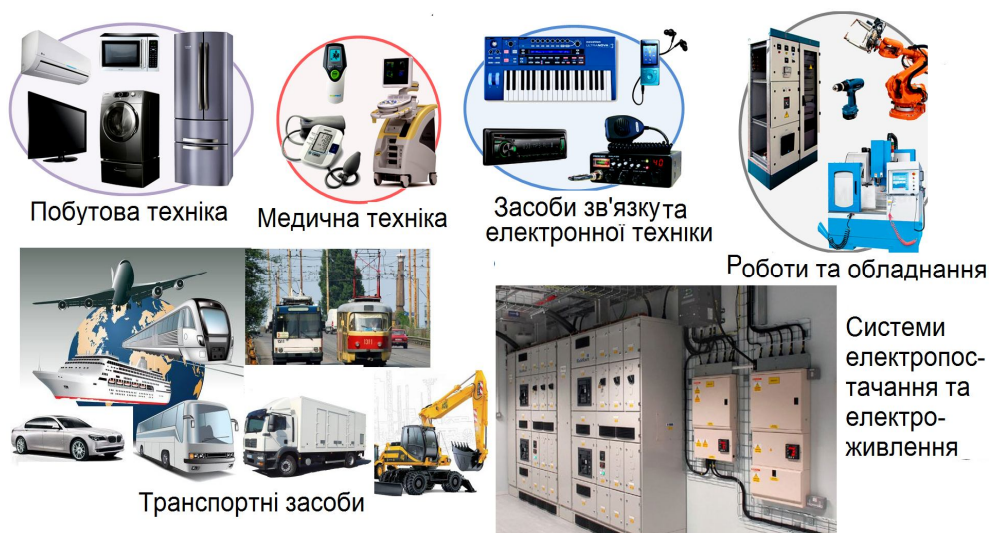 Побутова техніка
Медична техніка
Засоби зв'язку та
електронної техніки
Роботи та обладнання
Транспортні засоби
Системи
електропос-
тачання та
електро-
живлення